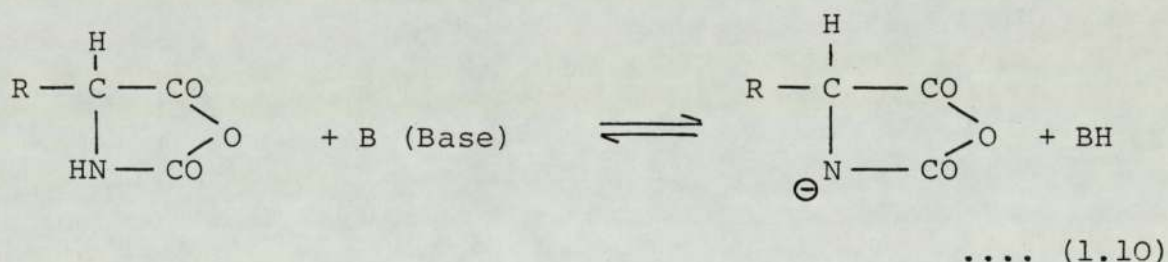 H H
R — C — CO R — C — CO
O + B (Base) ⇌ O + BH
HN — CO N — CO
⊖
.... (1.10)